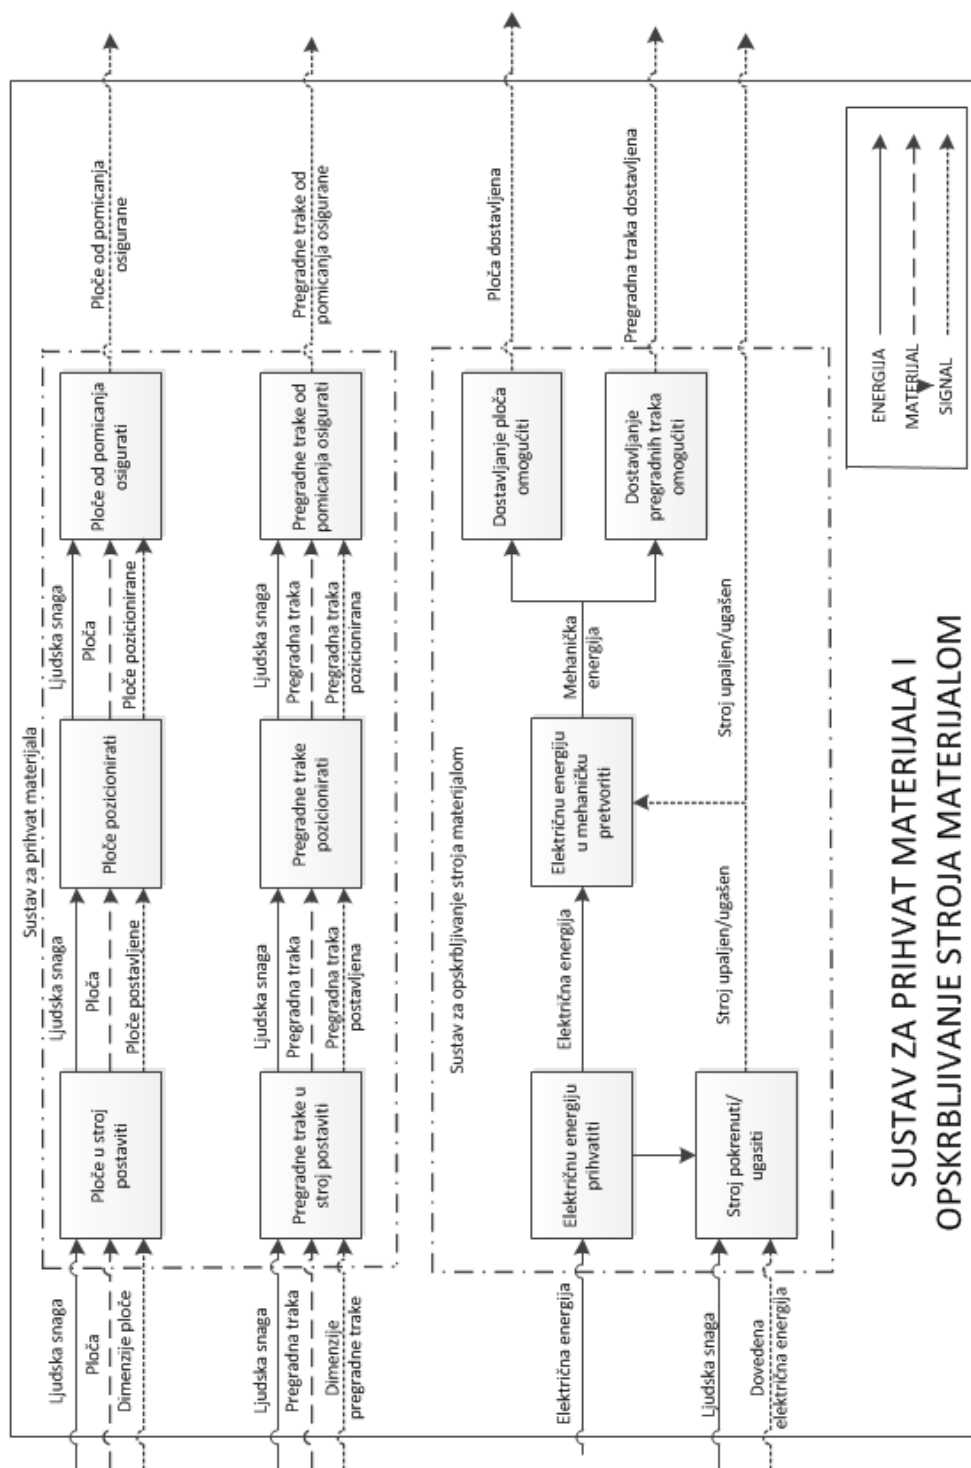 Sustav za prihvat materijala
Ljudska snaga
Ploča
Dimenzije ploče
Ploče u stroj
postaviti
Ljudska snaga
Ploča
Ploče postavljene
Ploče pozicionirati
Ljudska snaga
Ploča
Ploče pozicionirane
Ploče od pomicanja
osigurati
Ploče od pomicanja
osigurane
Ljudska snaga
Pregradna traka
Dimenzije
pregradne trake
Pregradne trake u
stroj postaviti
Ljudska snaga
Pregradna traka
Pregradna traka
postavljena
Pregradne trake
pozicionirati
Ljudska snaga
Pregradna traka
Pregradna traka
pozicionirana
Pregradne trake od
pomicanja osigurati
Pregradne trake od
pomicanja osigurane
Sustav za opskrbljivanje stroja materijalom
Električna energija
Električnu energiju
prihvatiti
Električna energija
Električnu energiju
u mehaničku
pretvoriti
Mehanička
energija
Dostavljanje ploča
omogućiti
Ploča dostavljena
Dostavljanje
pregradnih traka
omogućiti
Pregradna traka dostavljena
Ljudska snaga
Dovedena
električna energija
Stroj pokrenuti/
ugasiti
Stroj upaljen/ugašen
Stroj upaljen/ugašen
ENERGIJA
MATERIJAL
SIGNAL
SUSTAV ZA PRIHVAT MATERIJALA I
OPSKRBLJIVANJE STROJA MATERIJALOM